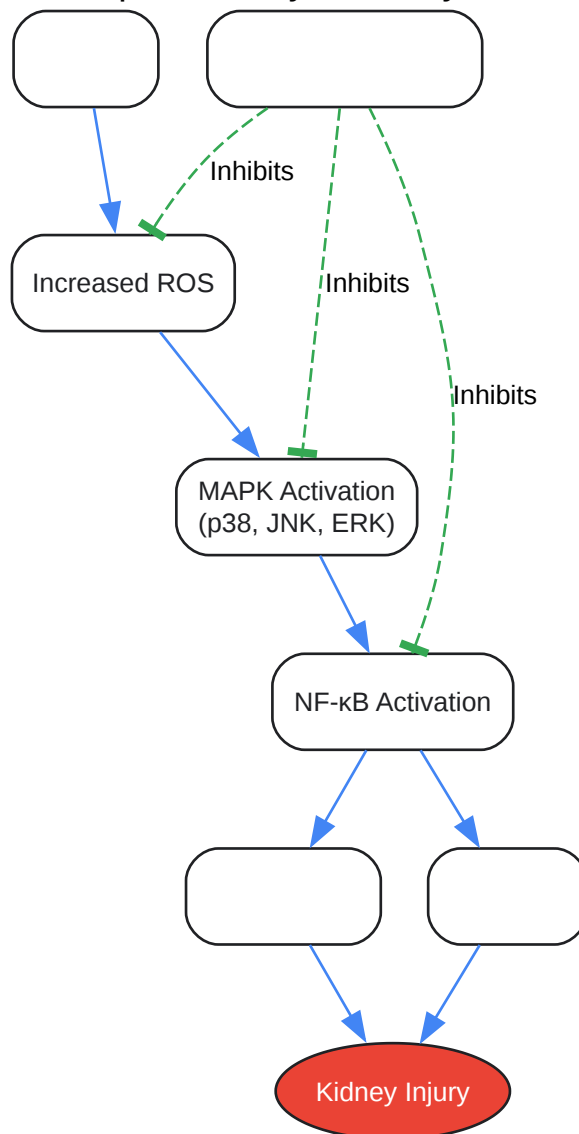 Inhibits
Increased ROS
Inhibits
Inhibits
MAPK Activation
(p38, JNK, ERK)
NF-κB Activation
Kidney Injury